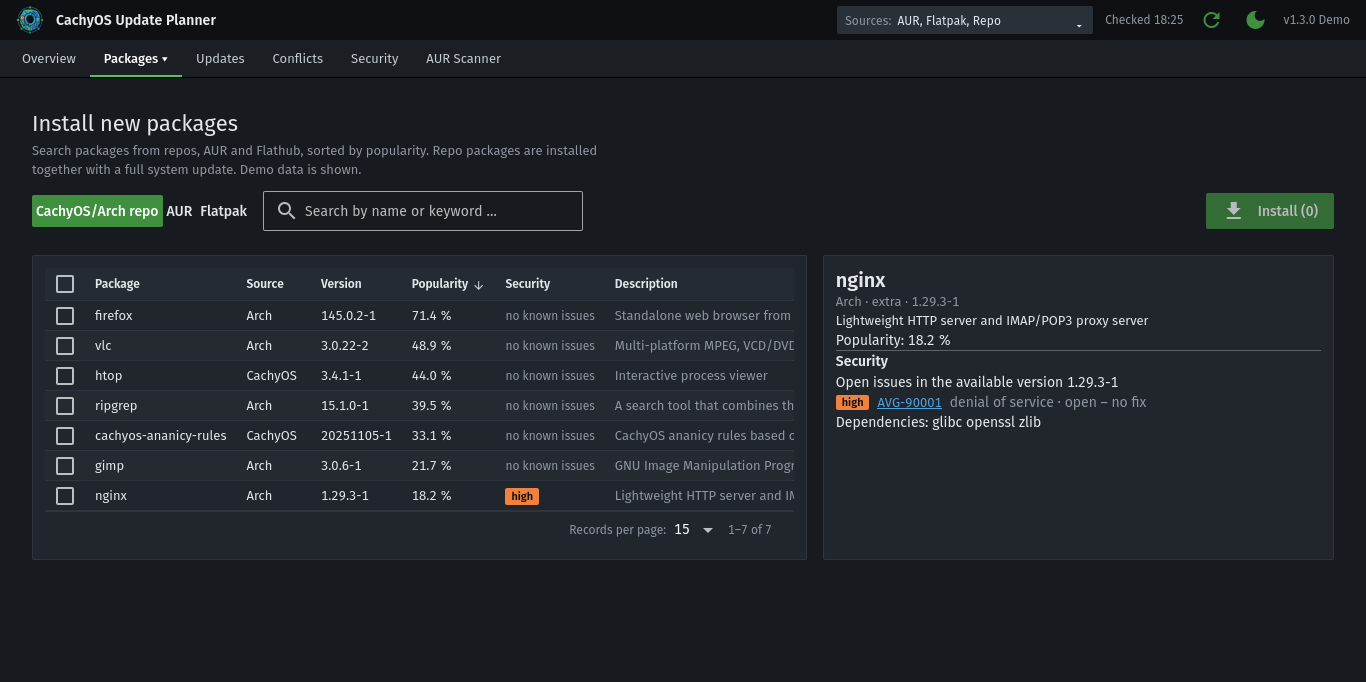 CachyOS Update Planner
Sources: AUR, Flatpak, Repo
Checked 18:25
v1.3.0 Demo
Overview Packages ▾ Updates Conflicts Security AUR Scanner
Install new packages
Search packages from repos, AUR and Flathub, sorted by popularity. Repo packages are installed
together with a full system update. Demo data is shown.
CachyOS/Arch repo AUR Flatpak
Search by name or keyword ...
Install (0)
Package Source Version Popularity ↓ Security Description
firefox Arch 145.0.2-1 71.4 % no known issues Standalone web browser from
vlc Arch 3.0.22-2 48.9 % no known issues Multi-platform MPEG, VCD/DVD
htop CachyOS 3.4.1-1 44.0 % no known issues Interactive process viewer
ripgrep Arch 15.1.0-1 39.5 % no known issues A search tool that combines th
cachyos-ananicy-rules CachyOS 20251105-1 33.1 % no known issues CachyOS ananicy rules based o
gimp Arch 3.0.6-1 21.7 % no known issues GNU Image Manipulation Progr
nginx Arch 1.29.3-1 18.2 % high Lightweight HTTP server and IM
Records per page: 15 1–7 of 7
nginx
Arch · extra · 1.29.3-1
Lightweight HTTP server and IMAP/POP3 proxy server
Popularity: 18.2 %
Security
Open issues in the available version 1.29.3-1
high AVG-90001 denial of service · open – no fix
Dependencies: glibc openssl zlib